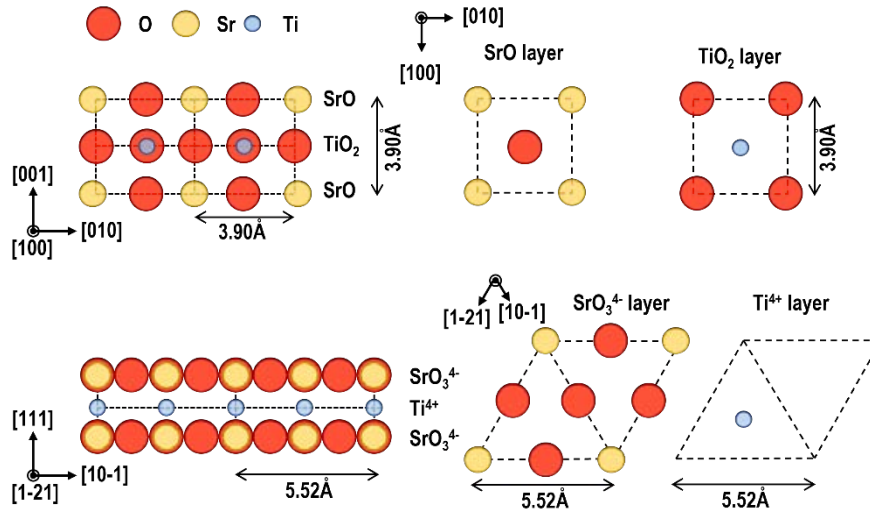 O Sr Ti
[010]
[100]
SrO layer
TiO2 layer
SrO
TiO2
SrO
3.90Å
3.90Å
3.90Å
[001]
[100]
[010]
[1-21]
[10-1]
SrO3⁴⁻ layer
Ti⁴⁺ layer
SrO3⁴⁻
Ti⁴⁺
SrO3⁴⁻
[111]
[1-21]
[10-1]
5.52Å
5.52Å
5.52Å